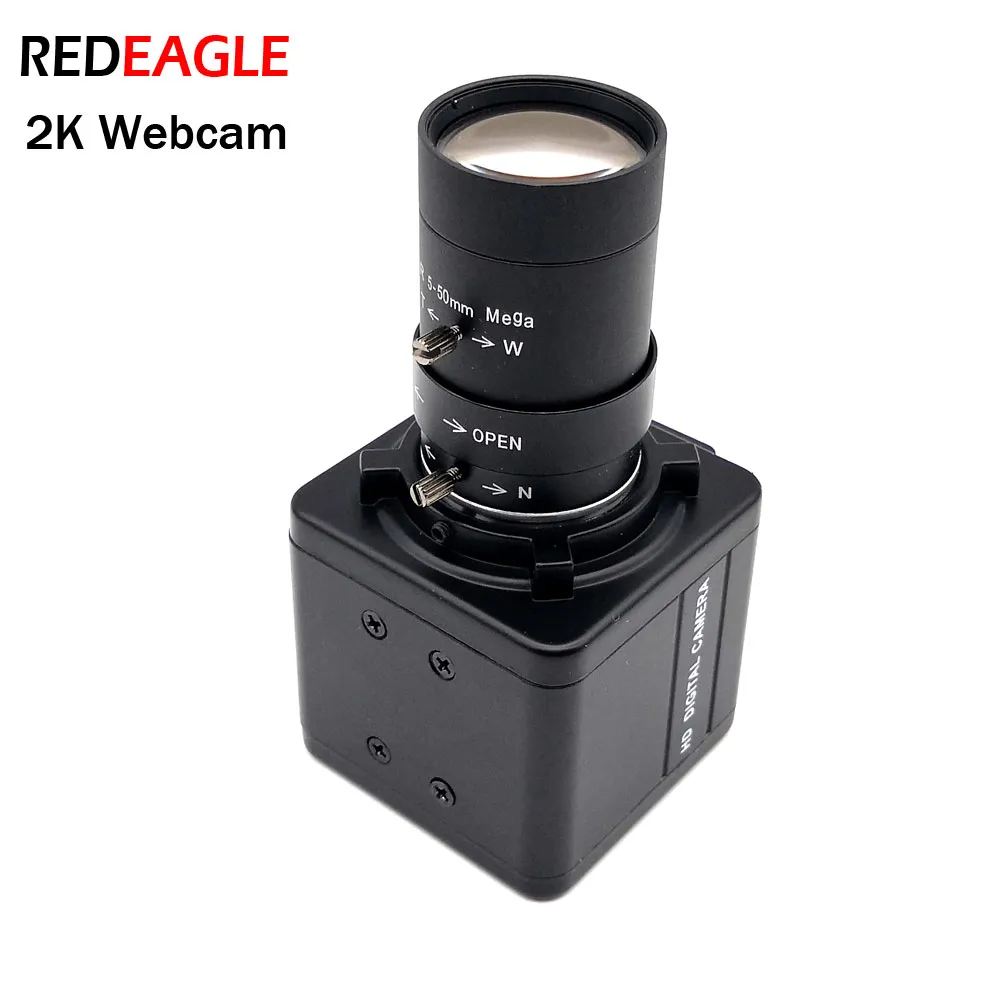 REDEAGLE
2K Webcam
5-50mm Mega
T ← → W
← → OPEN
← → N
HD DIGITAL CAMERA